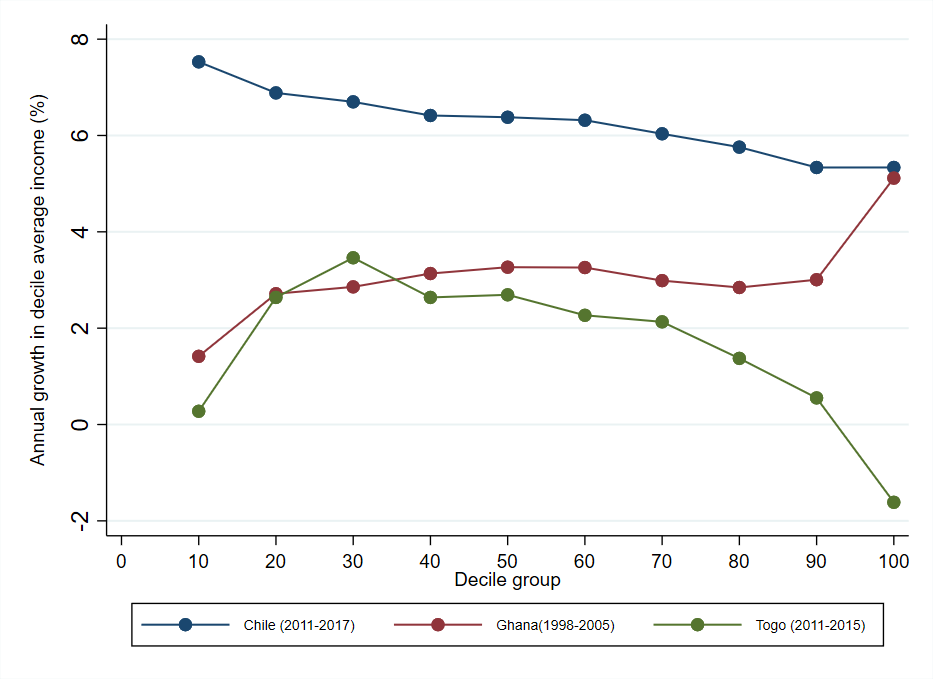 8
6
4
2
0
-2
Annual growth in decile average income (%)
0 10 20 30 40 50 60 70 80 90 100
Decile group
Chile (2011-2017) Ghana(1998-2005) Togo (2011-2015)